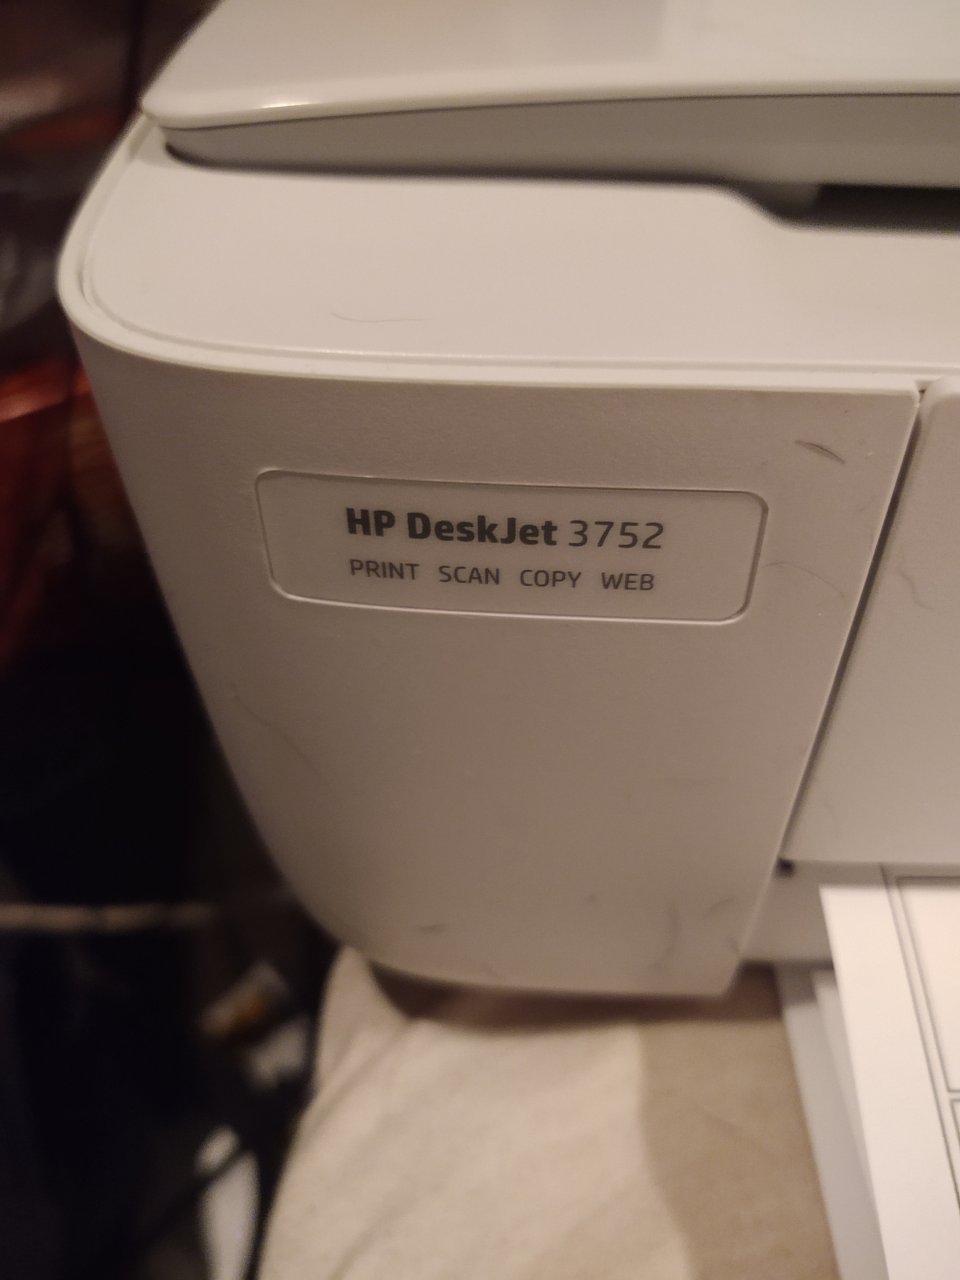 HP DeskJet 3752
PRINT SCAN COPY WEB